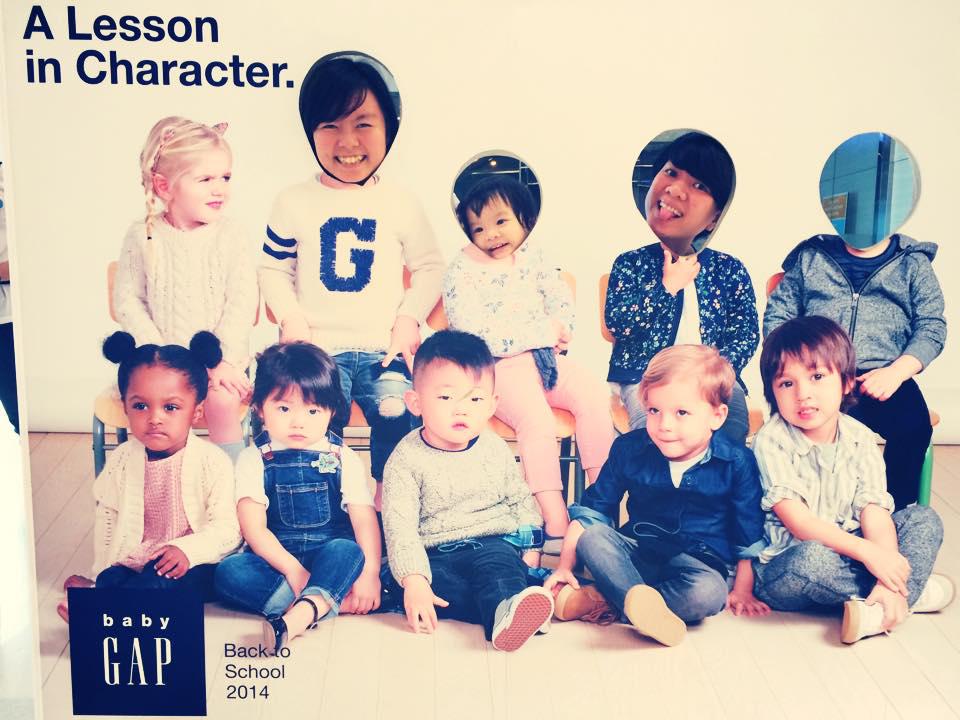 A Lesson
in Character.
G
baby
GAP
Back to
School
2014